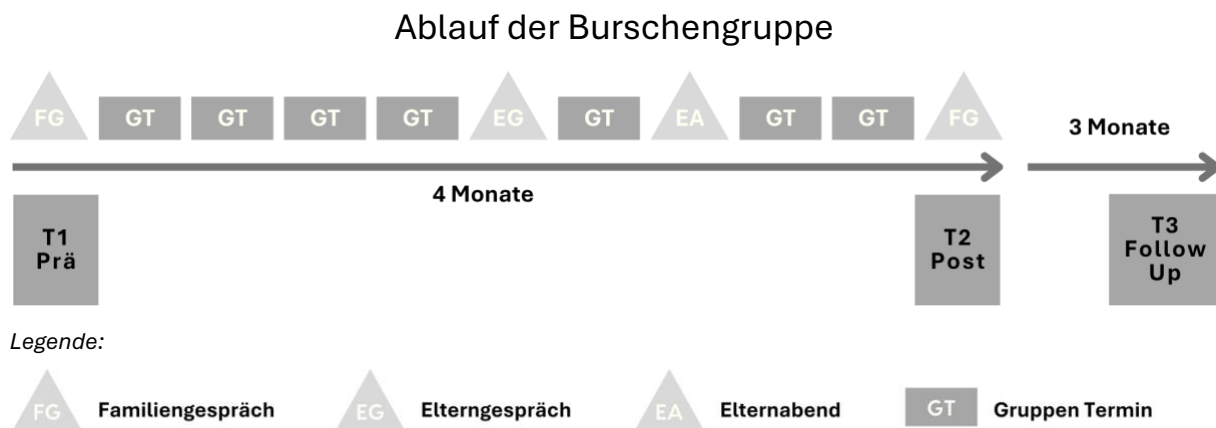 Ablauf der Burschengruppe
FG GT GT GT GT EG GT EA GT GT FG
3 Monate
4 Monate
T1
Prä
T2
Post
T3
Follow
Up
Legende:
FG Familiengespräch EG Elterngespräch EA Elternabend GT Gruppen Termin